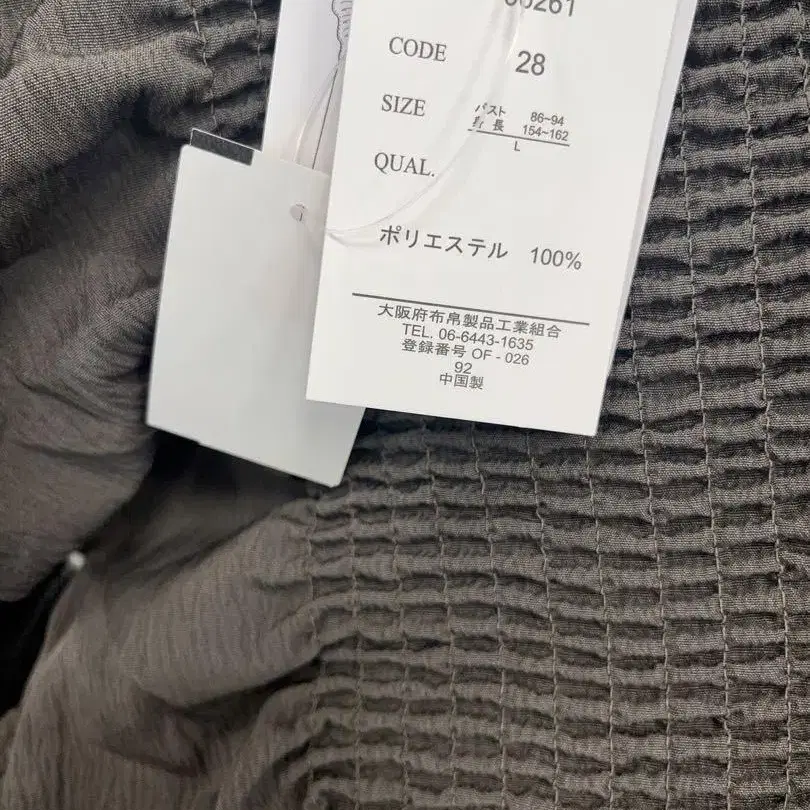 CODE 28
SIZE バスト 86~94
身長 154~162
L
QUAL.
ポリエステル 100%
大阪府布帛製品工業組合
TEL. 06-6443-1635
登録番号 OF - 026
92
中国製